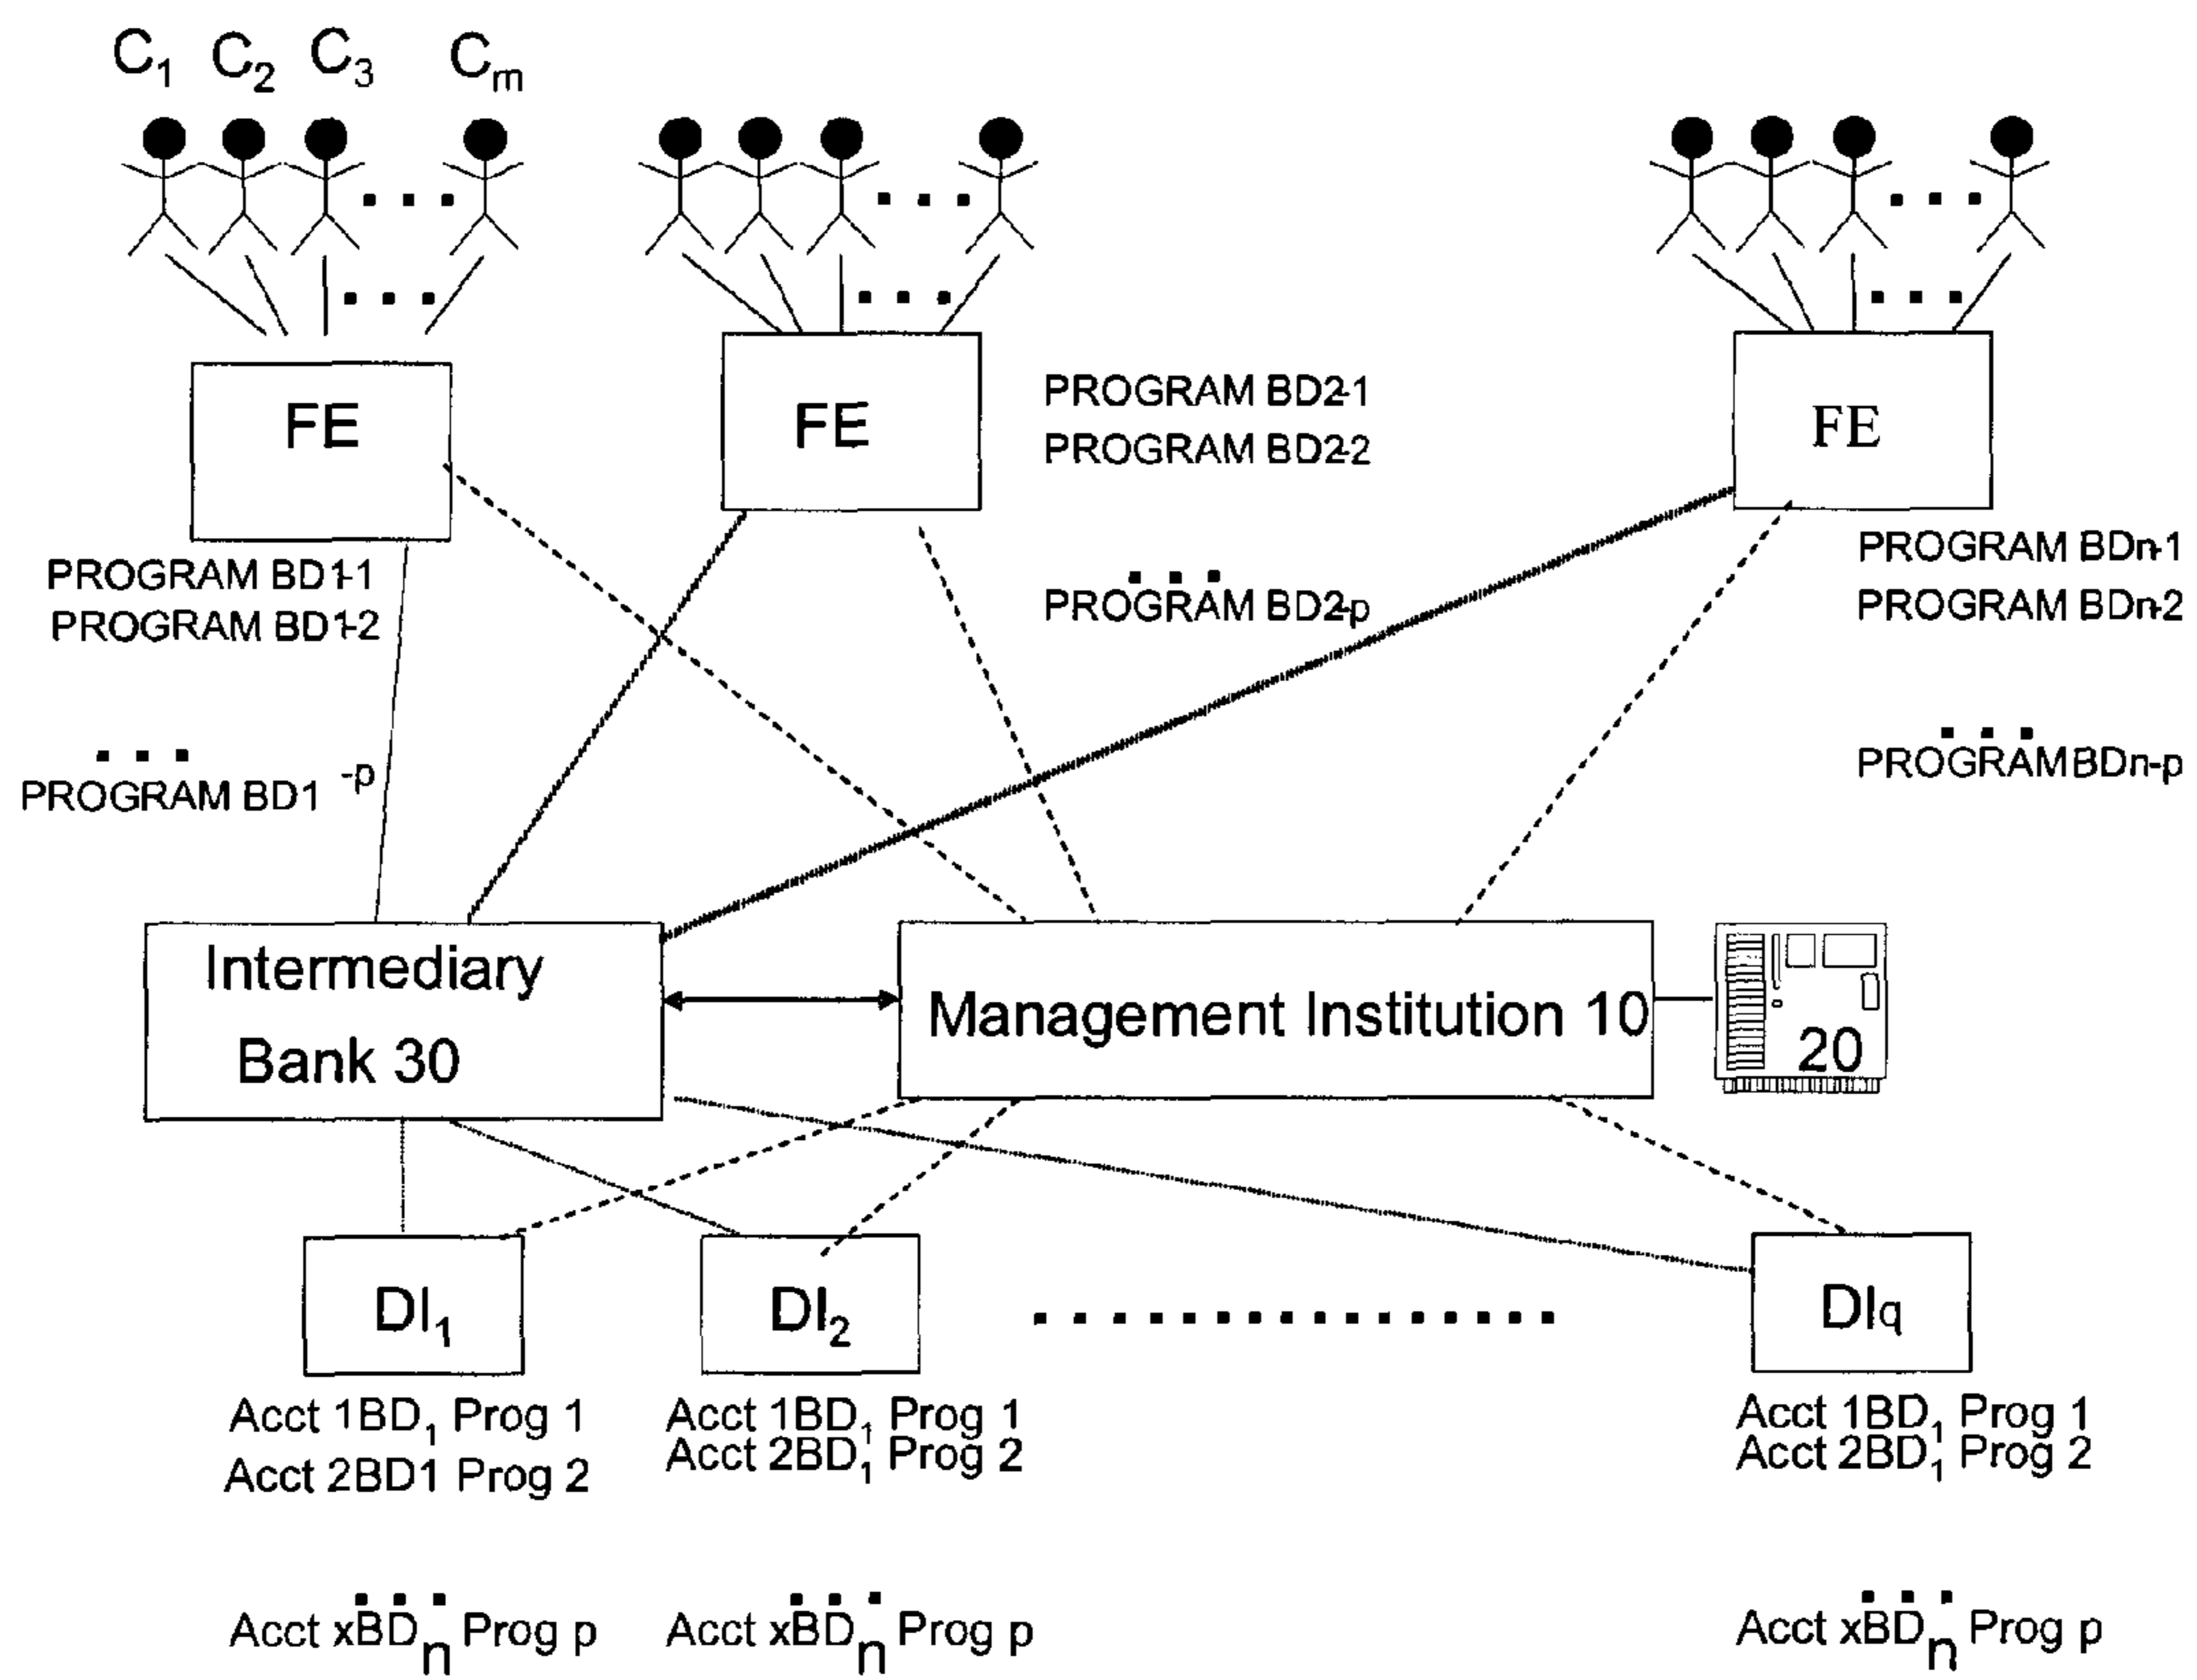 C1 C2 C3 Cm
FE
FE
FE
PROGRAM BD1-1
PROGRAM BD1-2
PROGRAM BD1-p
PROGRAM BD2-1
PROGRAM BD2-2
PROGRAM BD2-p
PROGRAM BDn-1
PROGRAM BDn-2
PROGRAM BDn-p
Intermediary
Bank 30
Management Institution 10
20
DI1
DI2
DIq
Acct 1BD1 Prog 1
Acct 2BD1 Prog 2
Acct xBDn Prog p
Acct 1BD1 Prog 1
Acct 2BD1 Prog 2
Acct xBDn Prog p
Acct 1BD1 Prog 1
Acct 2BD1 Prog 2
Acct xBDn Prog p